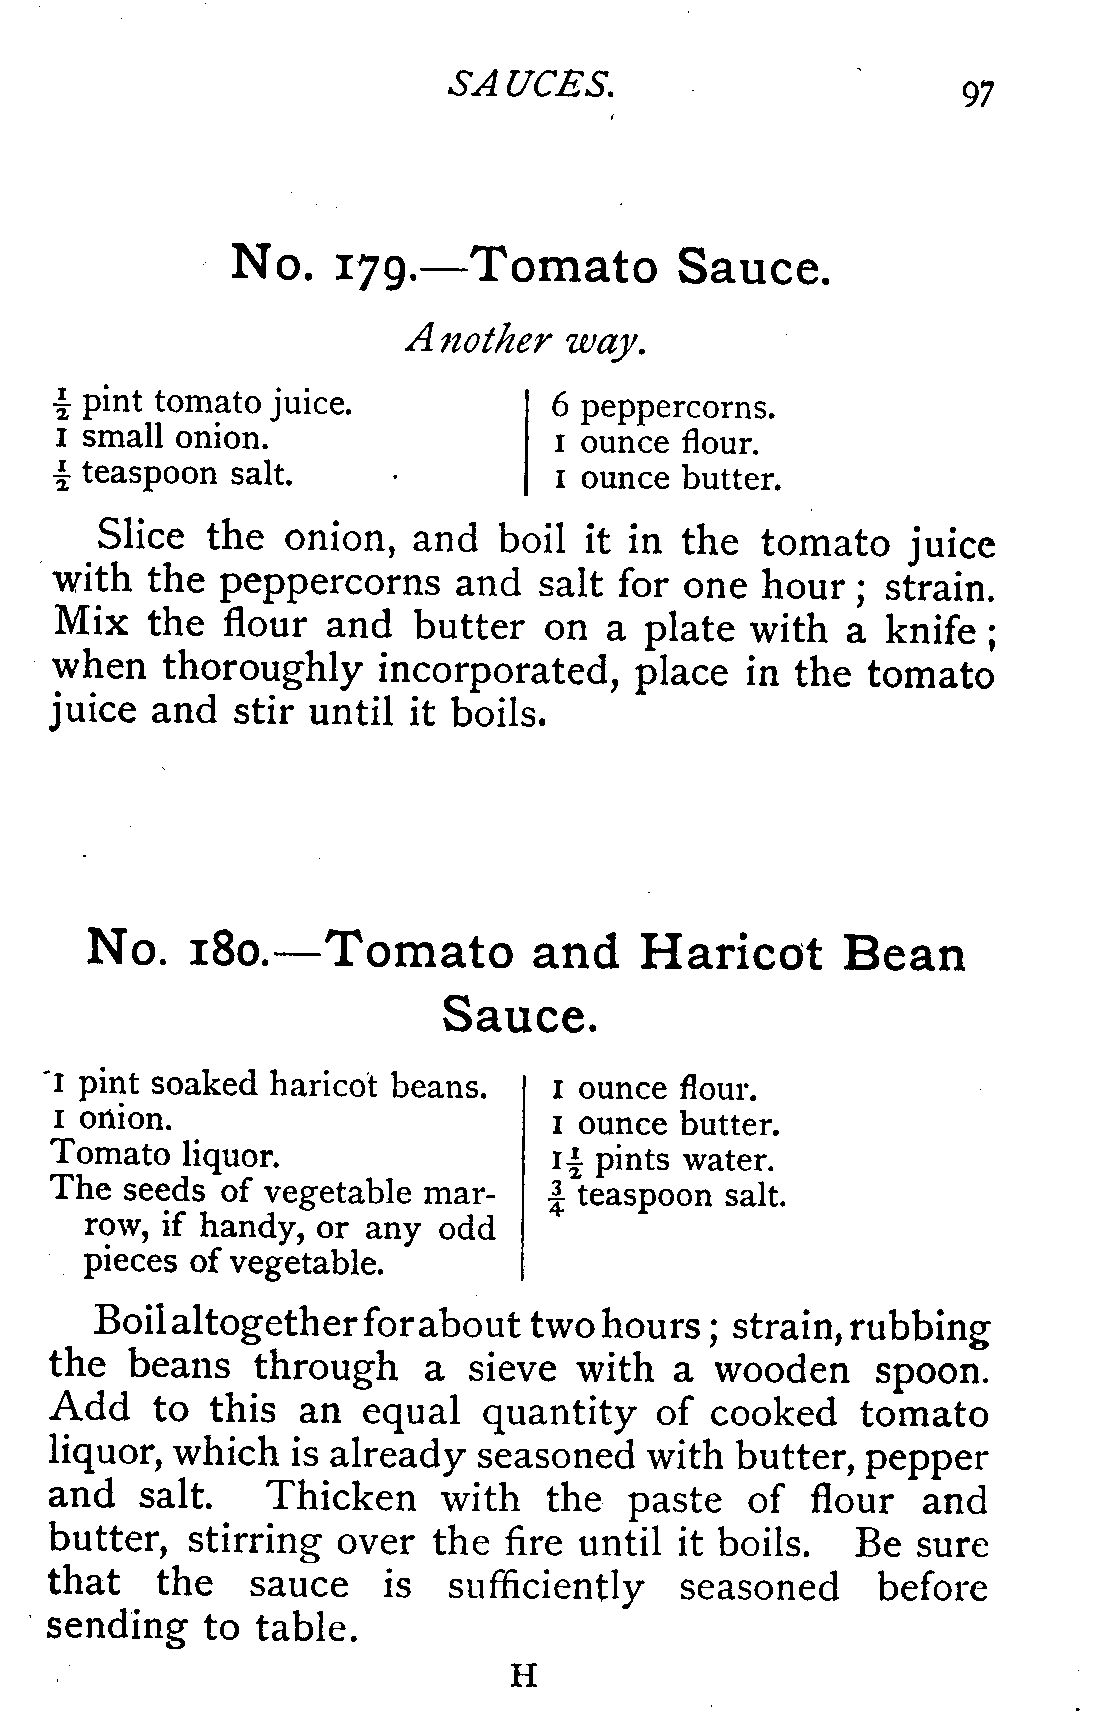 SAUCES. 97
No. 179.—Tomato Sauce.
Another way.
½ pint tomato juice.
1 small onion.
½ teaspoon salt.
6 peppercorns.
1 ounce flour.
1 ounce butter.
Slice the onion, and boil it in the tomato juice
with the peppercorns and salt for one hour ; strain.
Mix the flour and butter on a plate with a knife ;
when thoroughly incorporated, place in the tomato
juice and stir until it boils.
No. 180.—Tomato and Haricot Bean
Sauce.
1 pint soaked haricot beans.
1 onion.
Tomato liquor.
The seeds of vegetable mar-
row, if handy, or any odd
pieces of vegetable.
1 ounce flour.
1 ounce butter.
1½ pints water.
¾ teaspoon salt.
Boil altogether for about two hours ; strain, rubbing
the beans through a sieve with a wooden spoon.
Add to this an equal quantity of cooked tomato
liquor, which is already seasoned with butter, pepper
and salt. Thicken with the paste of flour and
butter, stirring over the fire until it boils. Be sure
that the sauce is sufficiently seasoned before
sending to table.
H